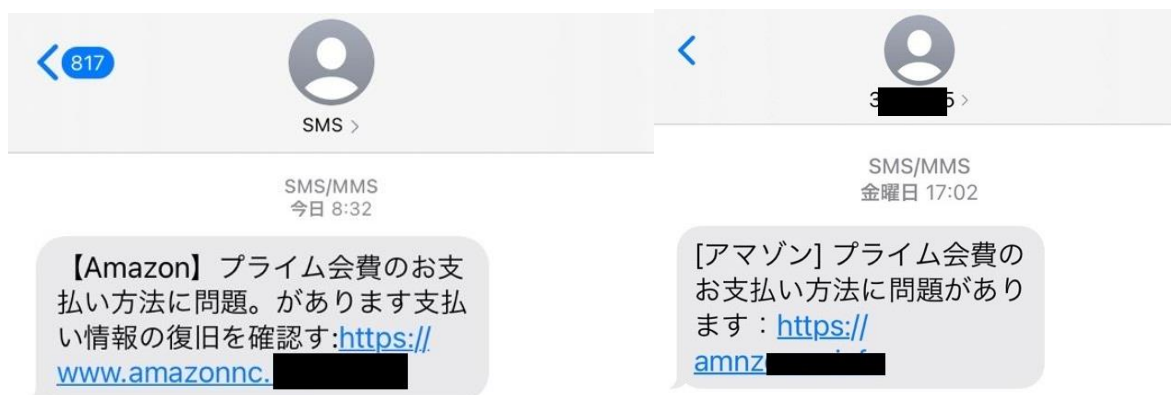 817
SMS >
SMS/MMS
今日 8:32
【Amazon】プライム会費のお支
払い方法に問題。があります支払
い情報の復旧を確認す:https://
www.amazonnc.
3 5 >
SMS/MMS
金曜日 17:02
[アマゾン] プライム会費の
お支払い方法に問題があり
ます：https://
amnz